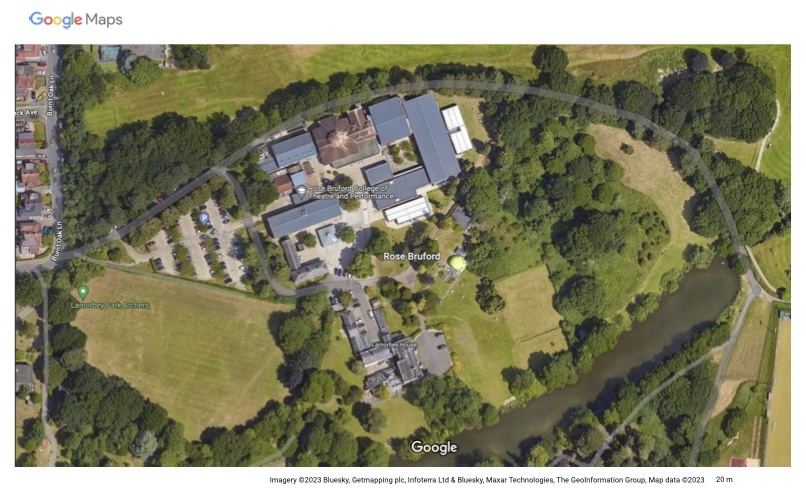 Google Maps
Burnt Oak Ln
eck Ave
Rose Bruford College of
Theatre and Performance
P
Burnt Oak Ln
Rose Bruford
Lamorbey Park Archers
Lamorbey House
Google
Imagery ©2023 Bluesky, Getmapping plc, Infoterra Ltd & Bluesky, Maxar Technologies, The GeoInformation Group, Map data ©2023 20 m